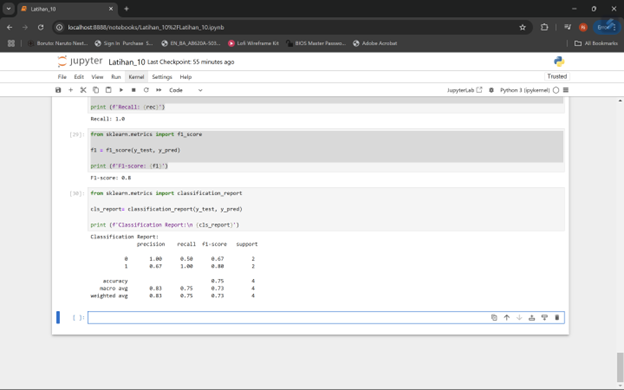 Latihan_10
localhost:8888/notebooks/Latihan_10%2FLatihan_10.ipynb
Boruto: Naruto Next...
Sign In Purchase S...
EN_BA_AB620A-S03...
Lofi Wireframe Kit
BIOS Master Passwo...
Adobe Acrobat
All Bookmarks
jupyter Latihan_10 Last Checkpoint: 55 minutes ago
File Edit View Run Kernel Settings Help
Trusted
Code
JupyterLab
Python 3 (ipykernel)
print (f'Recall: {rec}')
Recall: 1.0
[29]: from sklearn.metrics import f1_score
f1 = f1_score(y_test, y_pred)
print (f'F1-score: {f1}')
F1-score: 0.8
[30]: from sklearn.metrics import classification_report
cls_report= classification_report(y_test, y_pred)
print (f'Classification Report:\n {cls_report}')
Classification Report:
precision recall f1-score support
0 1.00 0.50 0.67 2
1 0.67 1.00 0.80 2
accuracy 0.75 4
macro avg 0.83 0.75 0.73 4
weighted avg 0.83 0.75 0.73 4
[ ]: